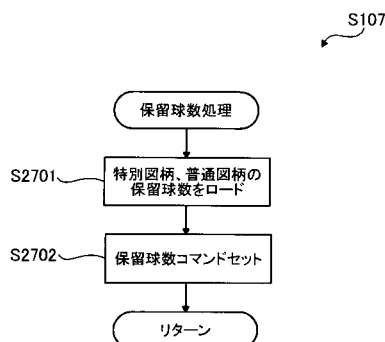 S107
保留球数処理
S2701
特別図柄、普通図柄の
保留球数をロード
S2702
保留球数コマンドセット
リターン